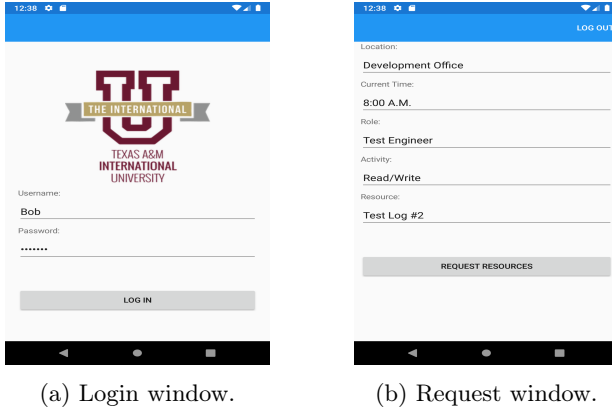 12:38
THE INTERNATIONAL
TEXAS A&M
INTERNATIONAL
UNIVERSITY
Username:
Bob
Password:
•••••••
LOG IN
(a) Login window.
12:38
LOG OUT
Location:
Development Office
Current Time:
8:00 A.M.
Role:
Test Engineer
Activity:
Read/Write
Resource:
Test Log #2
REQUEST RESOURCES
(b) Request window.